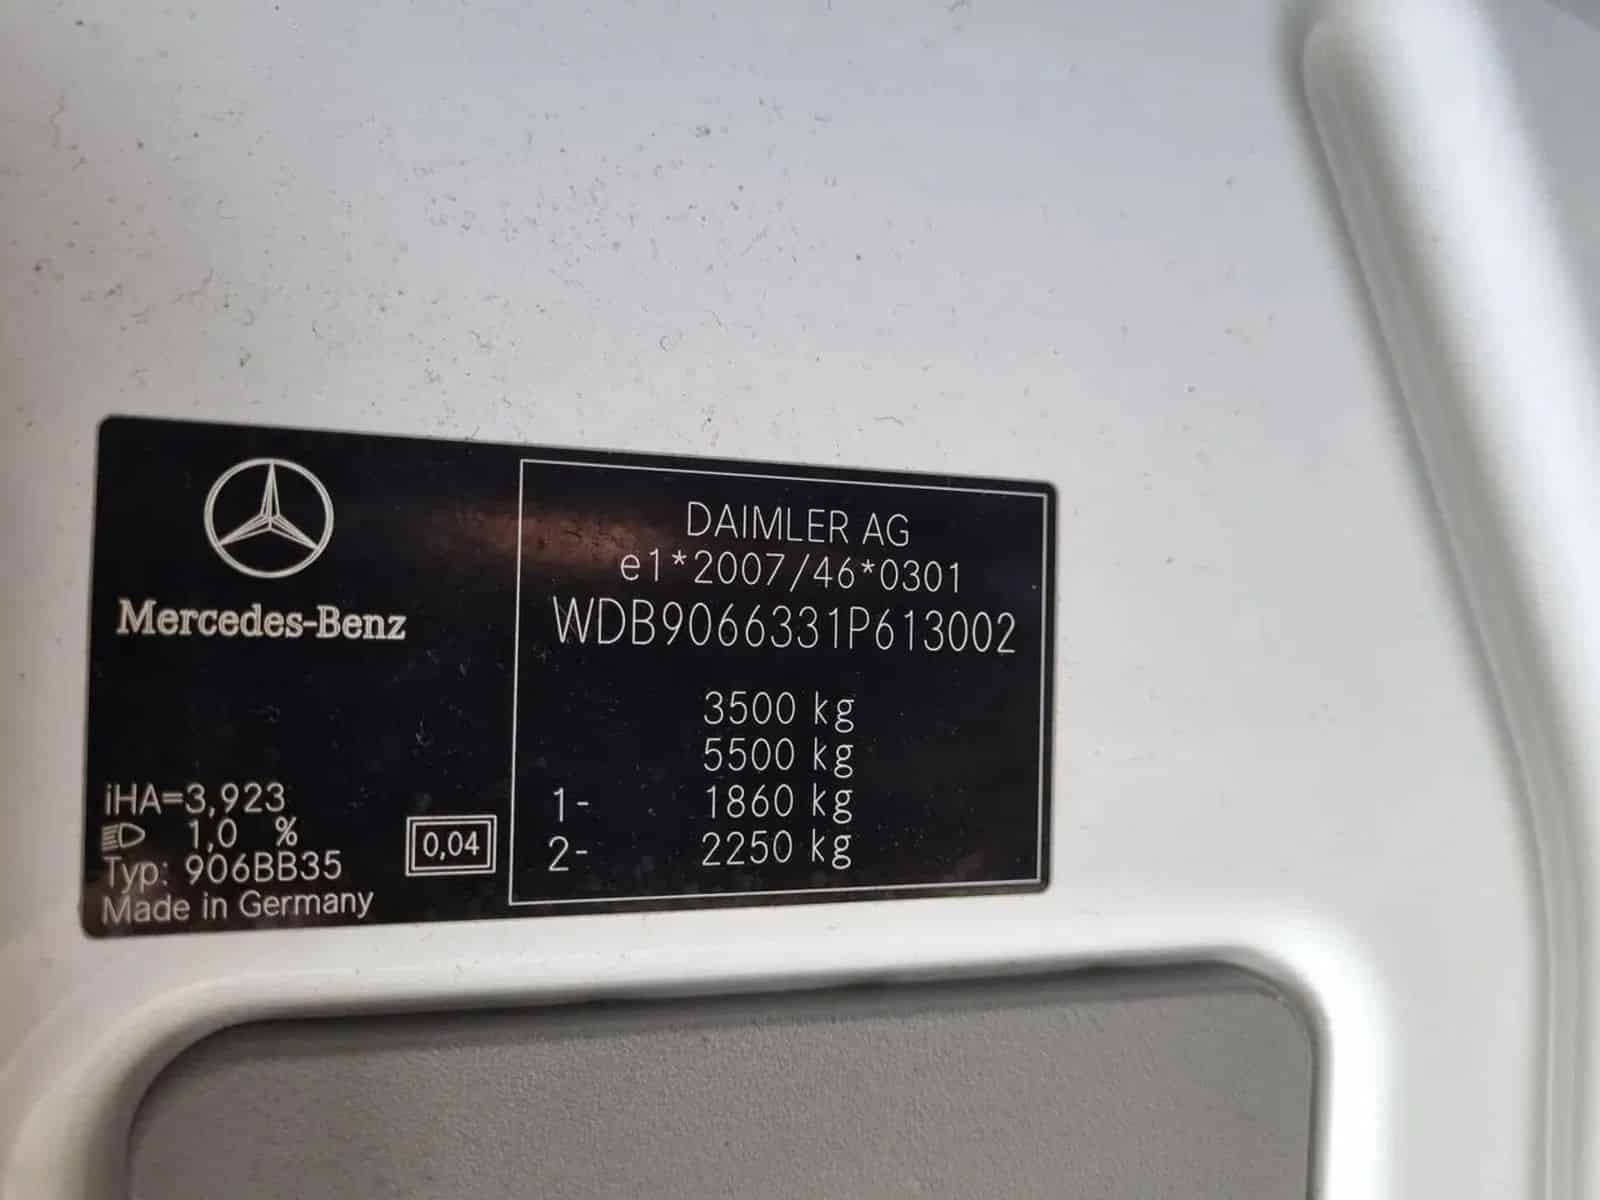 Mercedes-Benz
iHA=3,923
1,0 %
Typ: 906BB35
Made in Germany
0,04
DAIMLER AG
e1*2007/46*0301
WDB9066331P613002
3500 kg
5500 kg
1- 1860 kg
2- 2250 kg